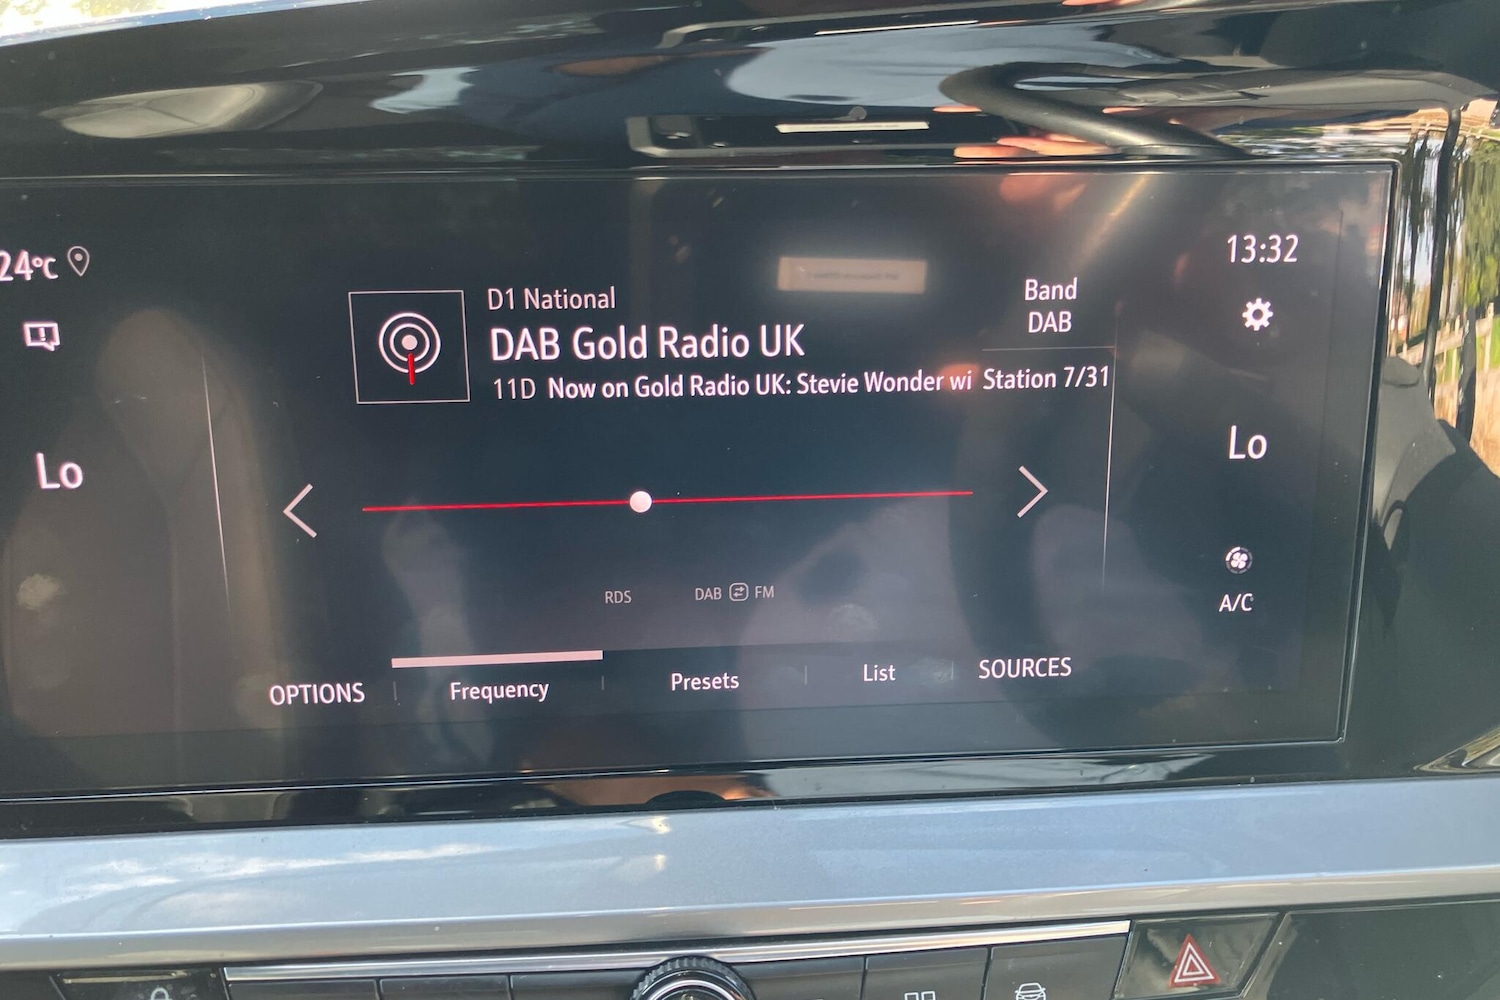 24°C
13:32
D1 National
Band
DAB
DAB Gold Radio UK
11D Now on Gold Radio UK: Stevie Wonder wi Station 7/31
Lo
Lo
RDS DAB FM
A/C
OPTIONS Frequency Presets List SOURCES